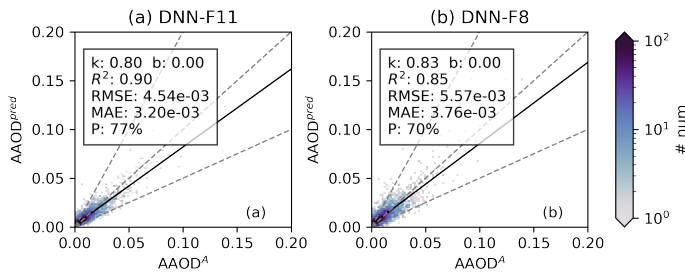 (a) DNN-F11
(b) DNN-F8
0.20
0.15
0.10
0.05
0.00
AAOD^pred
k: 0.80 b: 0.00
R²: 0.90
RMSE: 4.54e-03
MAE: 3.20e-03
P: 77%
(a)
0.00 0.05 0.10 0.15 0.20
AAOD^A
0.20
0.15
0.10
0.05
0.00
AAOD^pred
k: 0.83 b: 0.00
R²: 0.85
RMSE: 5.57e-03
MAE: 3.76e-03
P: 70%
(b)
0.00 0.05 0.10 0.15 0.20
AAOD^A
10²
10¹
10⁰
# num